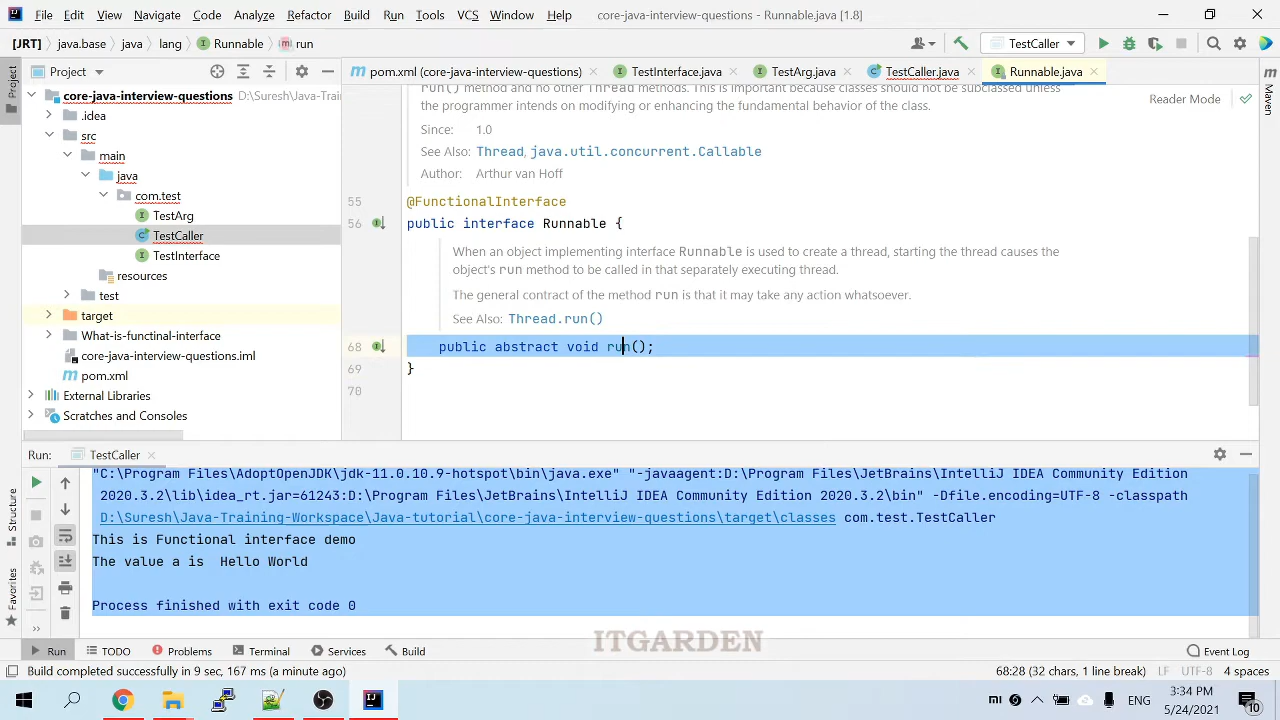 File Edit View Navigate Code Analyze Refactor Build Run Tools VCS Window Help core-java-interview-questions - Runnable.java [1.8]
[JRT] java.base java lang Runnable run TestCaller
Project pom.xml (core-java-interview-questions) TestInterface.java TestArg.java TestCaller.java Runnable.java
Project
Maven
core-java-interview-questions D:\Suresh\Java-Trainin
.idea
src
main
java
com.test
TestArg
TestCaller
TestInterface
resources
test
target
What-is-functinal-interface
core-java-interview-questions.iml
pom.xml
External Libraries
Scratches and Consoles
run() method and no other Thread methods. This is important because classes should not be subclassed unless
the programmer intends on modifying or enhancing the fundamental behavior of the class.
Reader Mode
Since: 1.0
See Also: Thread, java.util.concurrent.Callable
Author: Arthur van Hoff
55 @FunctionalInterface
56 public interface Runnable {
When an object implementing interface Runnable is used to create a thread, starting the thread causes the
object's run method to be called in that separately executing thread.
The general contract of the method run is that it may take any action whatsoever.
See Also: Thread.run()
68 public abstract void run();
69 }
70
Run: TestCaller
"C:\Program Files\AdoptOpenJDK\jdk-11.0.10.9-hotspot\bin\java.exe" "-javaagent:D:\Program Files\JetBrains\IntelliJ IDEA Community Edition
2020.3.2\lib\idea_rt.jar=61243:D:\Program Files\JetBrains\IntelliJ IDEA Community Edition 2020.3.2\bin" -Dfile.encoding=UTF-8 -classpath
D:\Suresh\Java-Training-Workspace\Java-tutorial\core-java-interview-questions\target\classes com.test.TestCaller
This is Functional interface demo
The value a is  Hello World
Process finished with exit code 0
Structure
Favorites
ITGARDEN
Run TODO Problems Terminal Services Build Event Log
Build completed successfully in 9 sec, 167 ms (a minute ago) 68:28 (32 chars, 1 line break) LF UTF-8 4 spaces
ENG 3:34 PM
5/24/2021 10